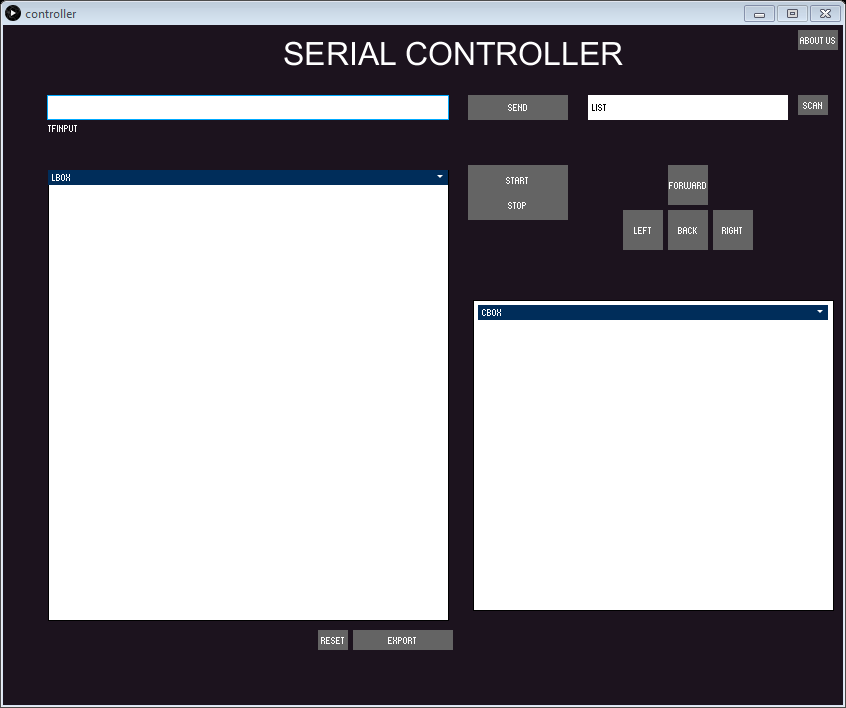 controller
SERIAL CONTROLLER
ABOUT US
SEND
LIST
SCAN
TFINPUT
LBOX
START
STOP
FORWARD
LEFT
BACK
RIGHT
CBOX
RESET
EXPORT